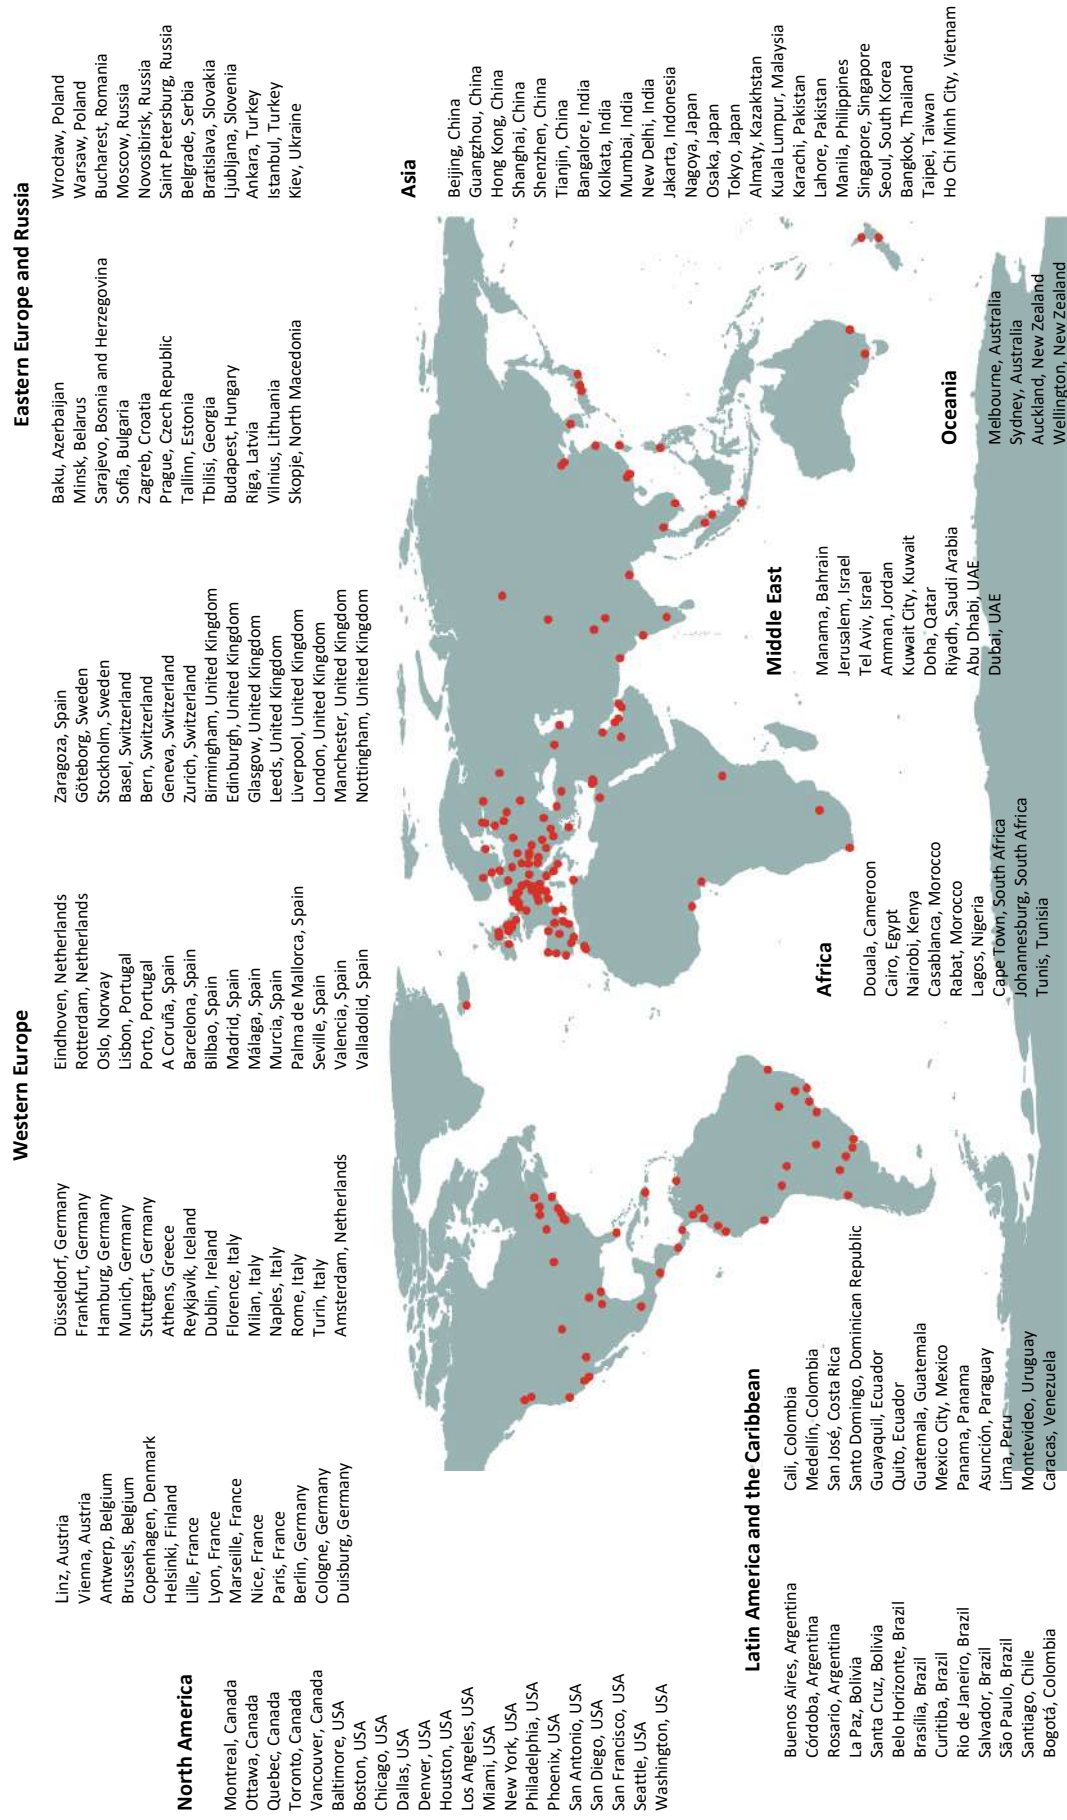 Western Europe
Linz, Austria
Vienna, Austria
Antwerp, Belgium
Brussels, Belgium
Copenhagen, Denmark
Helsinki, Finland
Lille, France
Lyon, France
Marseille, France
Nice, France
Paris, France
Berlin, Germany
Cologne, Germany
Duisburg, Germany
Düsseldorf, Germany
Frankfurt, Germany
Hamburg, Germany
Munich, Germany
Stuttgart, Germany
Athens, Greece
Reykjavík, Iceland
Dublin, Ireland
Florence, Italy
Milan, Italy
Naples, Italy
Rome, Italy
Turin, Italy
Amsterdam, Netherlands
Eindhoven, Netherlands
Rotterdam, Netherlands
Oslo, Norway
Lisbon, Portugal
Porto, Portugal
A Coruña, Spain
Barcelona, Spain
Bilbao, Spain
Madrid, Spain
Málaga, Spain
Murcia, Spain
Palma de Mallorca, Spain
Seville, Spain
Valencia, Spain
Valladolid, Spain
Zaragoza, Spain
Göteborg, Sweden
Stockholm, Sweden
Basel, Switzerland
Bern, Switzerland
Geneva, Switzerland
Zurich, Switzerland
Birmingham, United Kingdom
Edinburgh, United Kingdom
Glasgow, United Kingdom
Leeds, United Kingdom
Liverpool, United Kingdom
London, United Kingdom
Manchester, United Kingdom
Nottingham, United Kingdom
Eastern Europe and Russia
Baku, Azerbaijan
Minsk, Belarus
Sarajevo, Bosnia and Herzegovina
Sofia, Bulgaria
Zagreb, Croatia
Prague, Czech Republic
Tallinn, Estonia
Tbilisi, Georgia
Budapest, Hungary
Riga, Latvia
Vilnius, Lithuania
Skopje, North Macedonia
Wrocław, Poland
Warsaw, Poland
Bucharest, Romania
Moscow, Russia
Novosibirsk, Russia
Saint Petersburg, Russia
Belgrade, Serbia
Bratislava, Slovakia
Ljubljana, Slovenia
Ankara, Turkey
Istanbul, Turkey
Kiev, Ukraine
North America
Montreal, Canada
Ottawa, Canada
Quebec, Canada
Toronto, Canada
Vancouver, Canada
Baltimore, USA
Boston, USA
Chicago, USA
Dallas, USA
Denver, USA
Houston, USA
Los Angeles, USA
Miami, USA
New York, USA
Philadelphia, USA
Phoenix, USA
San Antonio, USA
San Diego, USA
San Francisco, USA
Seattle, USA
Washington, USA
Asia
Beijing, China
Guangzhou, China
Hong Kong, China
Shanghai, China
Shenzhen, China
Tianjin, China
Bangalore, India
Kolkata, India
Mumbai, India
New Delhi, India
Jakarta, Indonesia
Nagoya, Japan
Osaka, Japan
Tokyo, Japan
Almaty, Kazakhstan
Kuala Lumpur, Malaysia
Karachi, Pakistan
Lahore, Pakistan
Manila, Philippines
Singapore, Singapore
Seoul, South Korea
Bangkok, Thailand
Taipei, Taiwan
Ho Chi Minh City, Vietnam
Latin America and the Caribbean
Buenos Aires, Argentina
Córdoba, Argentina
Rosario, Argentina
La Paz, Bolivia
Santa Cruz, Bolivia
Belo Horizonte, Brazil
Brasília, Brazil
Curitiba, Brazil
Rio de Janeiro, Brazil
Salvador, Brazil
São Paulo, Brazil
Santiago, Chile
Bogotá, Colombia
Cali, Colombia
Medellín, Colombia
San José, Costa Rica
Santo Domingo, Dominican Republic
Guayaquil, Ecuador
Quito, Ecuador
Guatemala, Guatemala
Mexico City, Mexico
Panama, Panama
Asunción, Paraguay
Lima, Peru
Montevideo, Uruguay
Caracas, Venezuela
Africa
Douala, Cameroon
Cairo, Egypt
Nairobi, Kenya
Casablanca, Morocco
Rabat, Morocco
Lagos, Nigeria
Cape Town, South Africa
Johannesburg, South Africa
Tunis, Tunisia
Middle East
Manama, Bahrain
Jerusalem, Israel
Tel Aviv, Israel
Amman, Jordan
Kuwait City, Kuwait
Doha, Qatar
Riyadh, Saudi Arabia
Abu Dhabi, UAE
Dubai, UAE
Oceania
Melbourne, Australia
Sydney, Australia
Auckland, New Zealand
Wellington, New Zealand